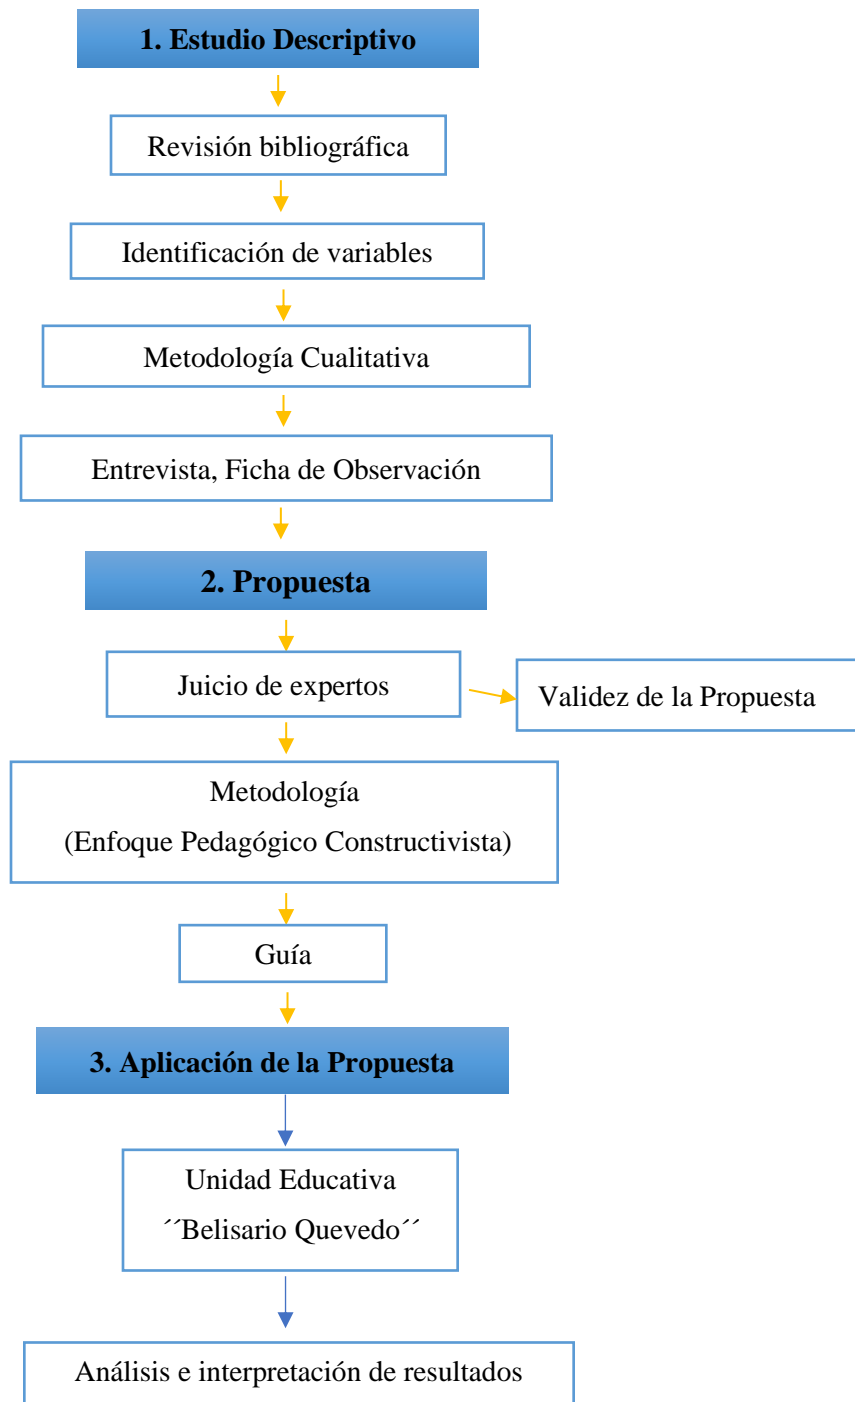 1. Estudio Descriptivo
Revisión bibliográfica
Identificación de variables
Metodología Cualitativa
Entrevista, Ficha de Observación
2. Propuesta
Juicio de expertos
Validez de la Propuesta
Metodología
(Enfoque Pedagógico Constructivista)
Guía
3. Aplicación de la Propuesta
Unidad Educativa
´´Belisario Quevedo´´
Análisis e interpretación de resultados